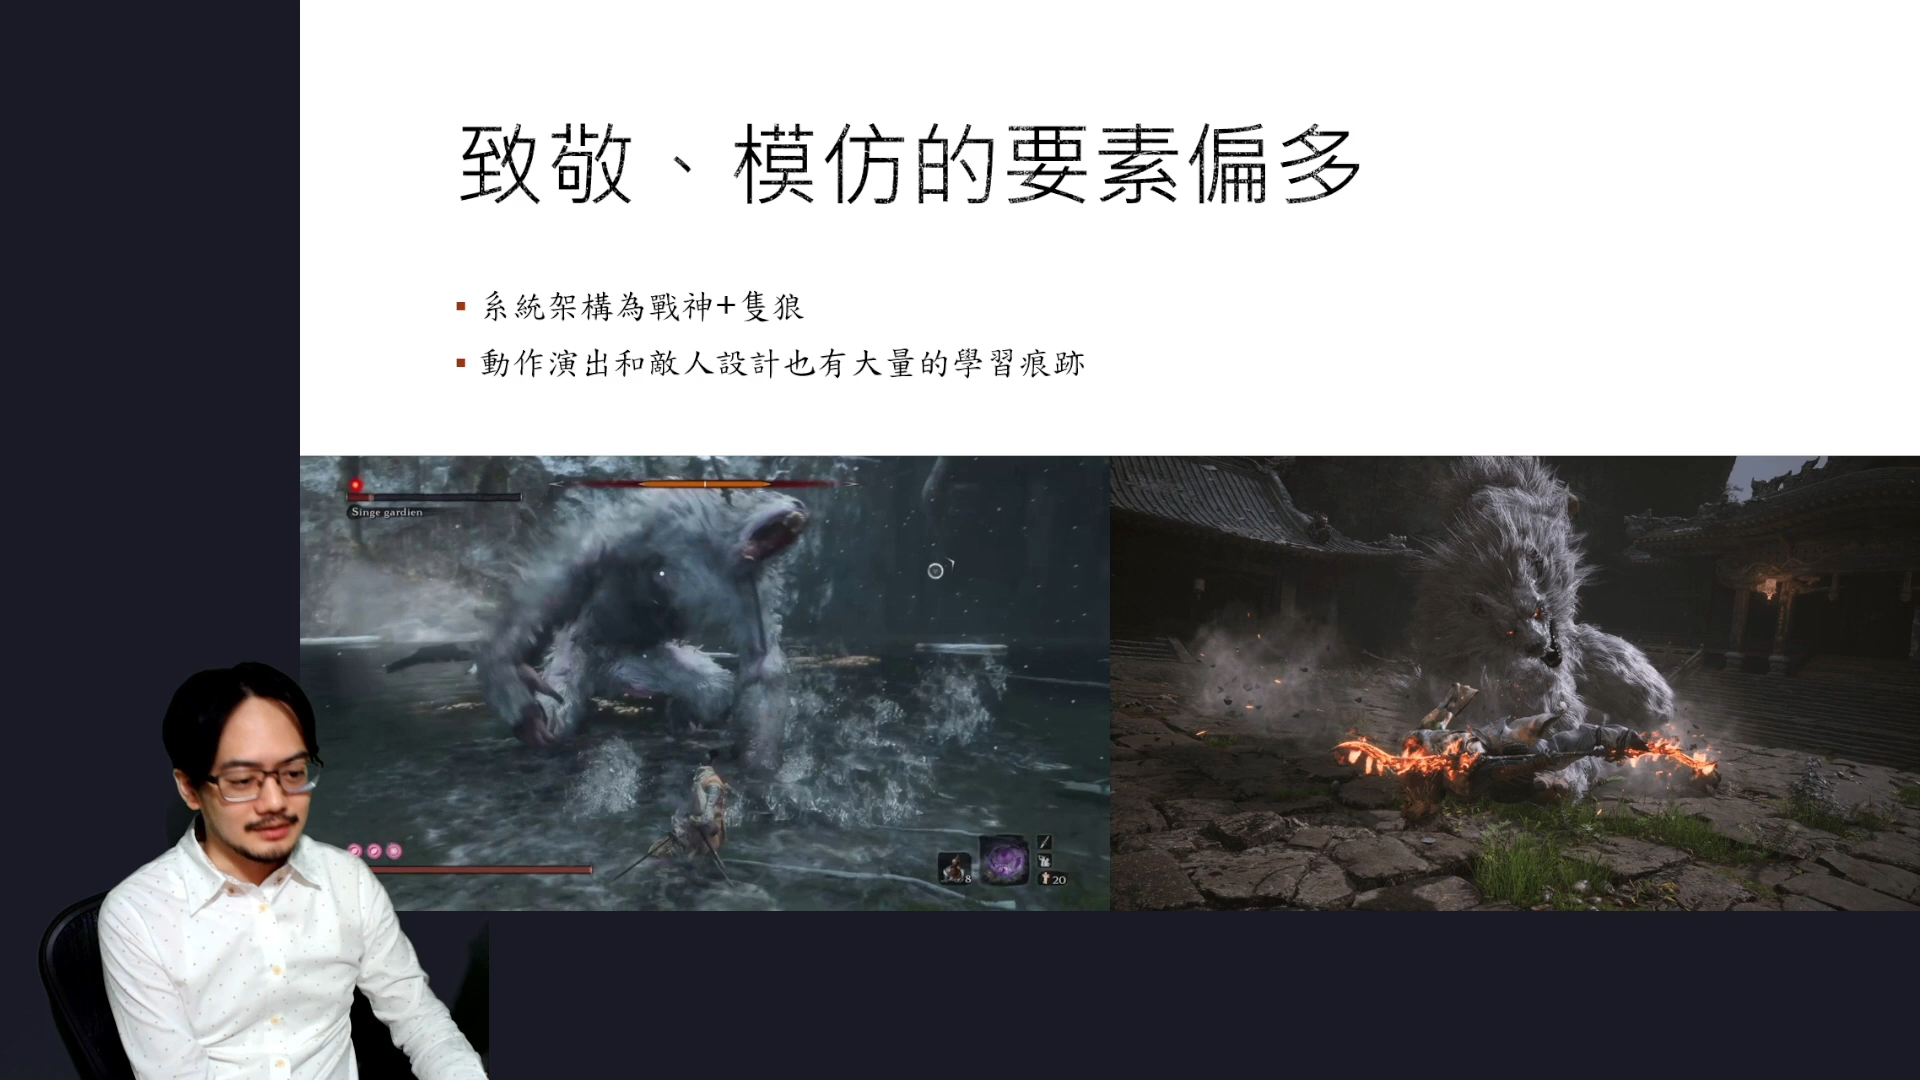 致敬、模仿的要素偏多
▪ 系統架構為戰神+隻狼
▪ 動作演出和敵人設計也有大量的學習痕跡
Singe gardien
8
20